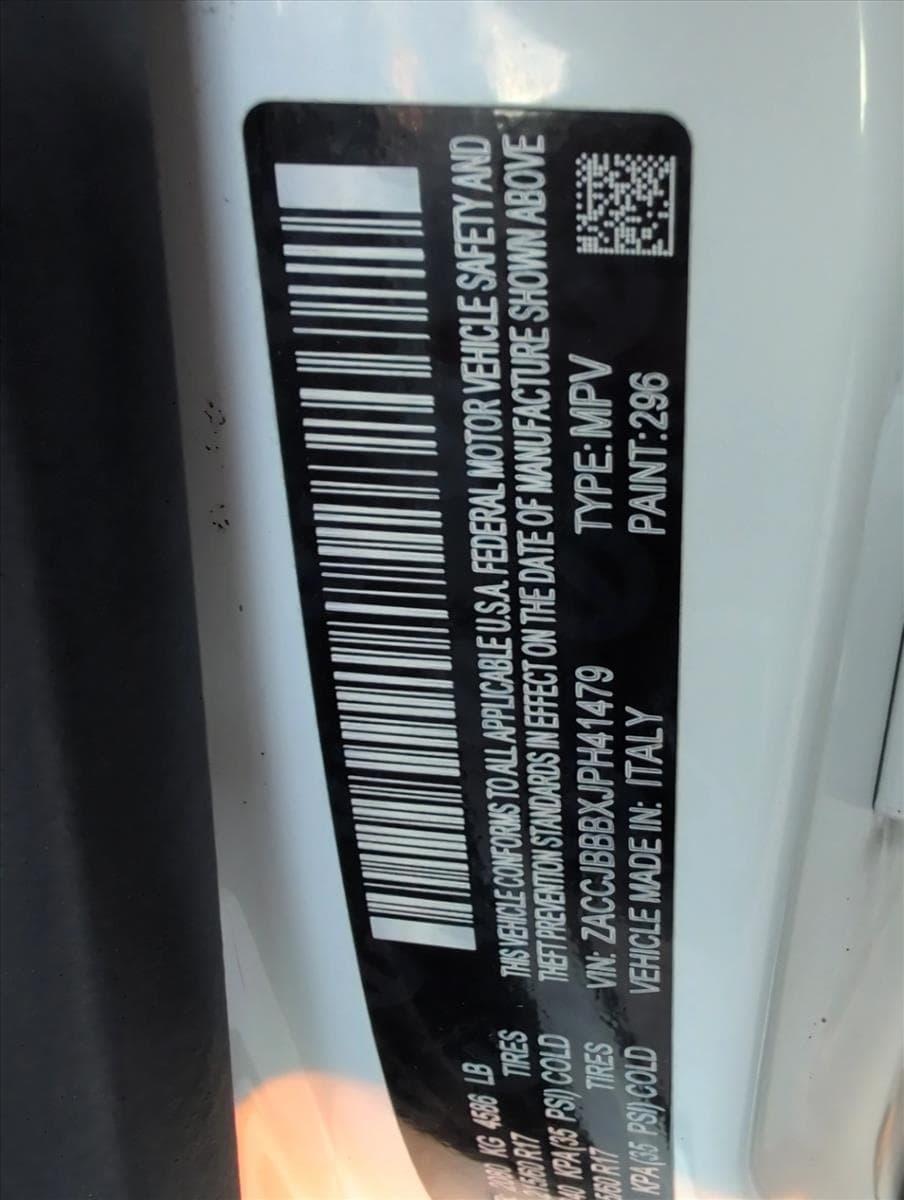 THIS VEHICLE CONFORMS TO ALL APPLICABLE U.S.A. FEDERAL MOTOR VEHICLE SAFETY AND
THEFT PREVENTION STANDARDS IN EFFECT ON THE DATE OF MANUFACTURE SHOWN ABOVE
VIN: ZACCJBBBXJPH41479 TYPE: MPV
VEHICLE MADE IN: ITALY PAINT:296
KG 4586 LB
TIRES
KPA(35 PSI) COLD
TIRES
KPA(35 PSI) COLD